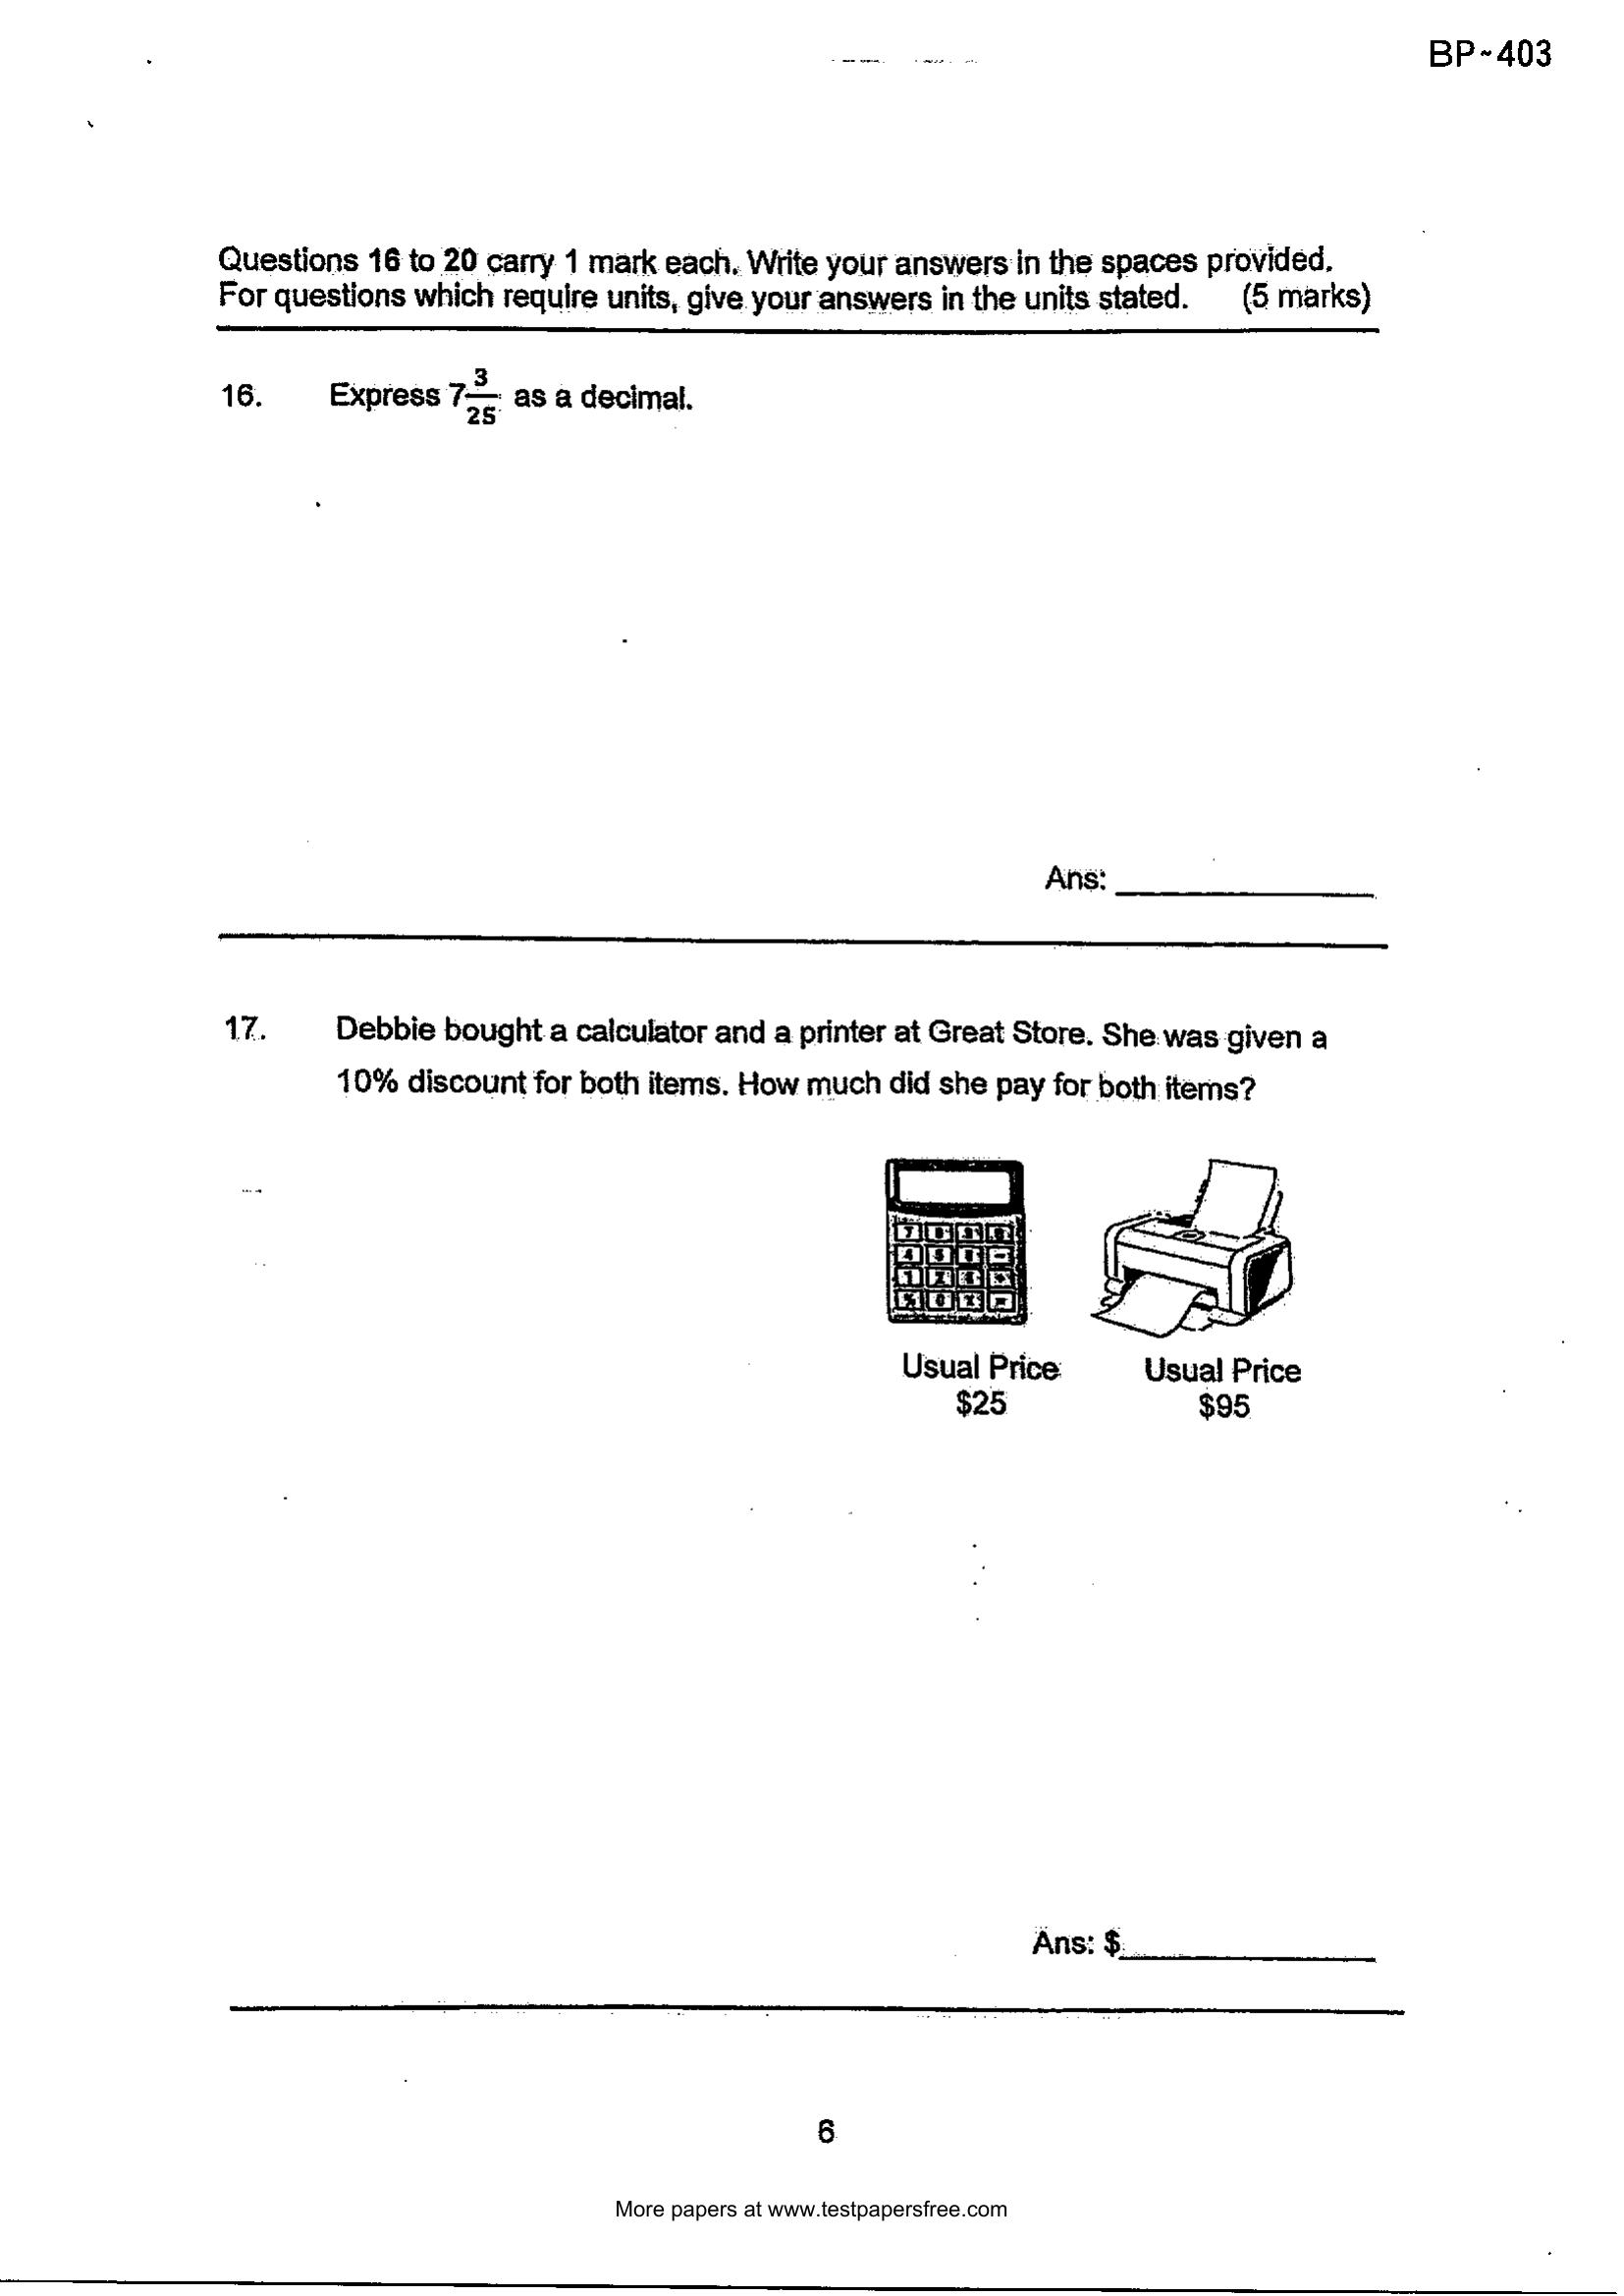 BP~403
Questions 16 to 20 carry 1 mark each. Write your answers in the spaces provided.
For questions which require units, give your answers in the units stated. (5 marks)
16. Express 7 3/25 as a decimal.
Ans:
17. Debbie bought a calculator and a printer at Great Store. She was given a
10% discount for both items. How much did she pay for both items?
Usual Price Usual Price
$25 $95
Ans: $
6
More papers at www.testpapersfree.com